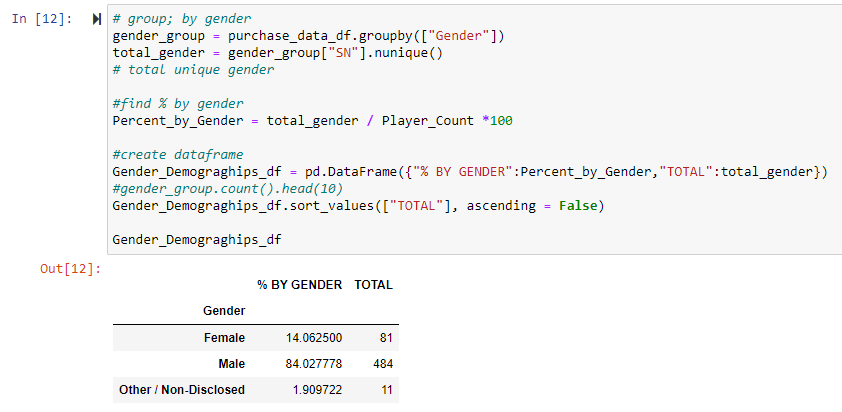 In [12]:
# group; by gender
gender_group = purchase_data_df.groupby(["Gender"])
total_gender = gender_group["SN"].nunique()
# total unique gender
#find % by gender
Percent_by_Gender = total_gender / Player_Count *100
#create dataframe
Gender_Demograghips_df = pd.DataFrame({"% BY GENDER":Percent_by_Gender,"TOTAL":total_gender})
#gender_group.count().head(10)
Gender_Demograghips_df.sort_values(["TOTAL"], ascending = False)
Gender_Demograghips_df
Out[12]:
% BY GENDER TOTAL
Gender
Female 14.062500 81
Male 84.027778 484
Other / Non-Disclosed 1.909722 11